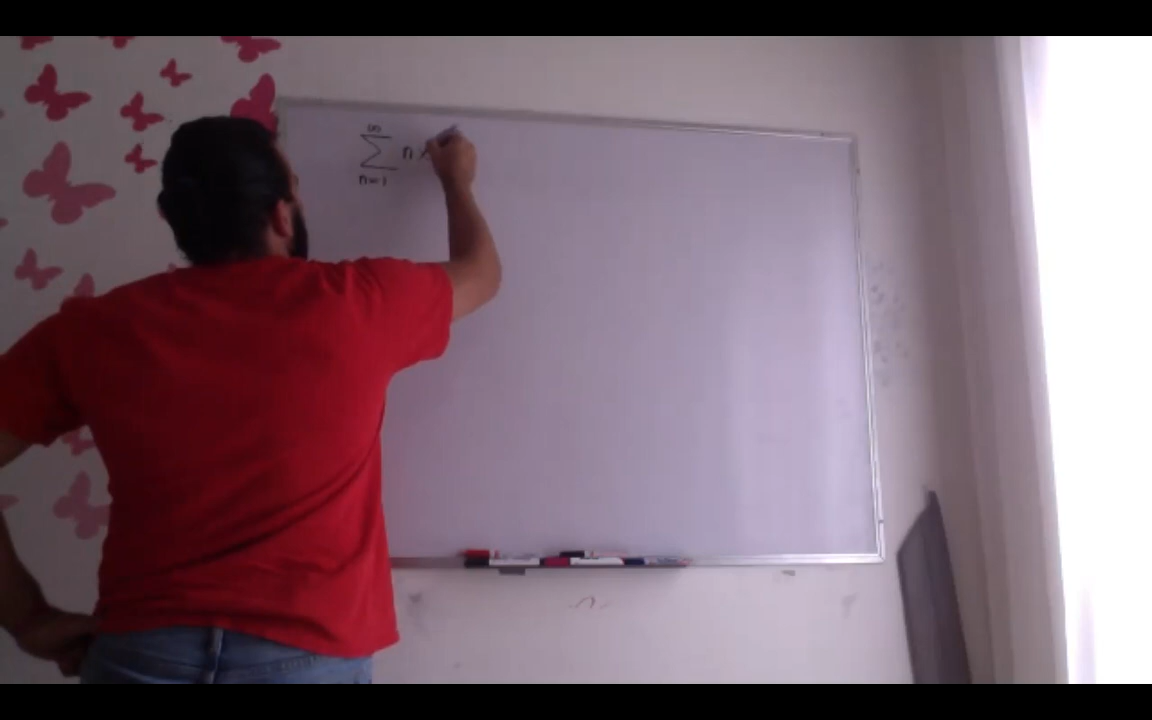 ∞
∑ n x
n=1